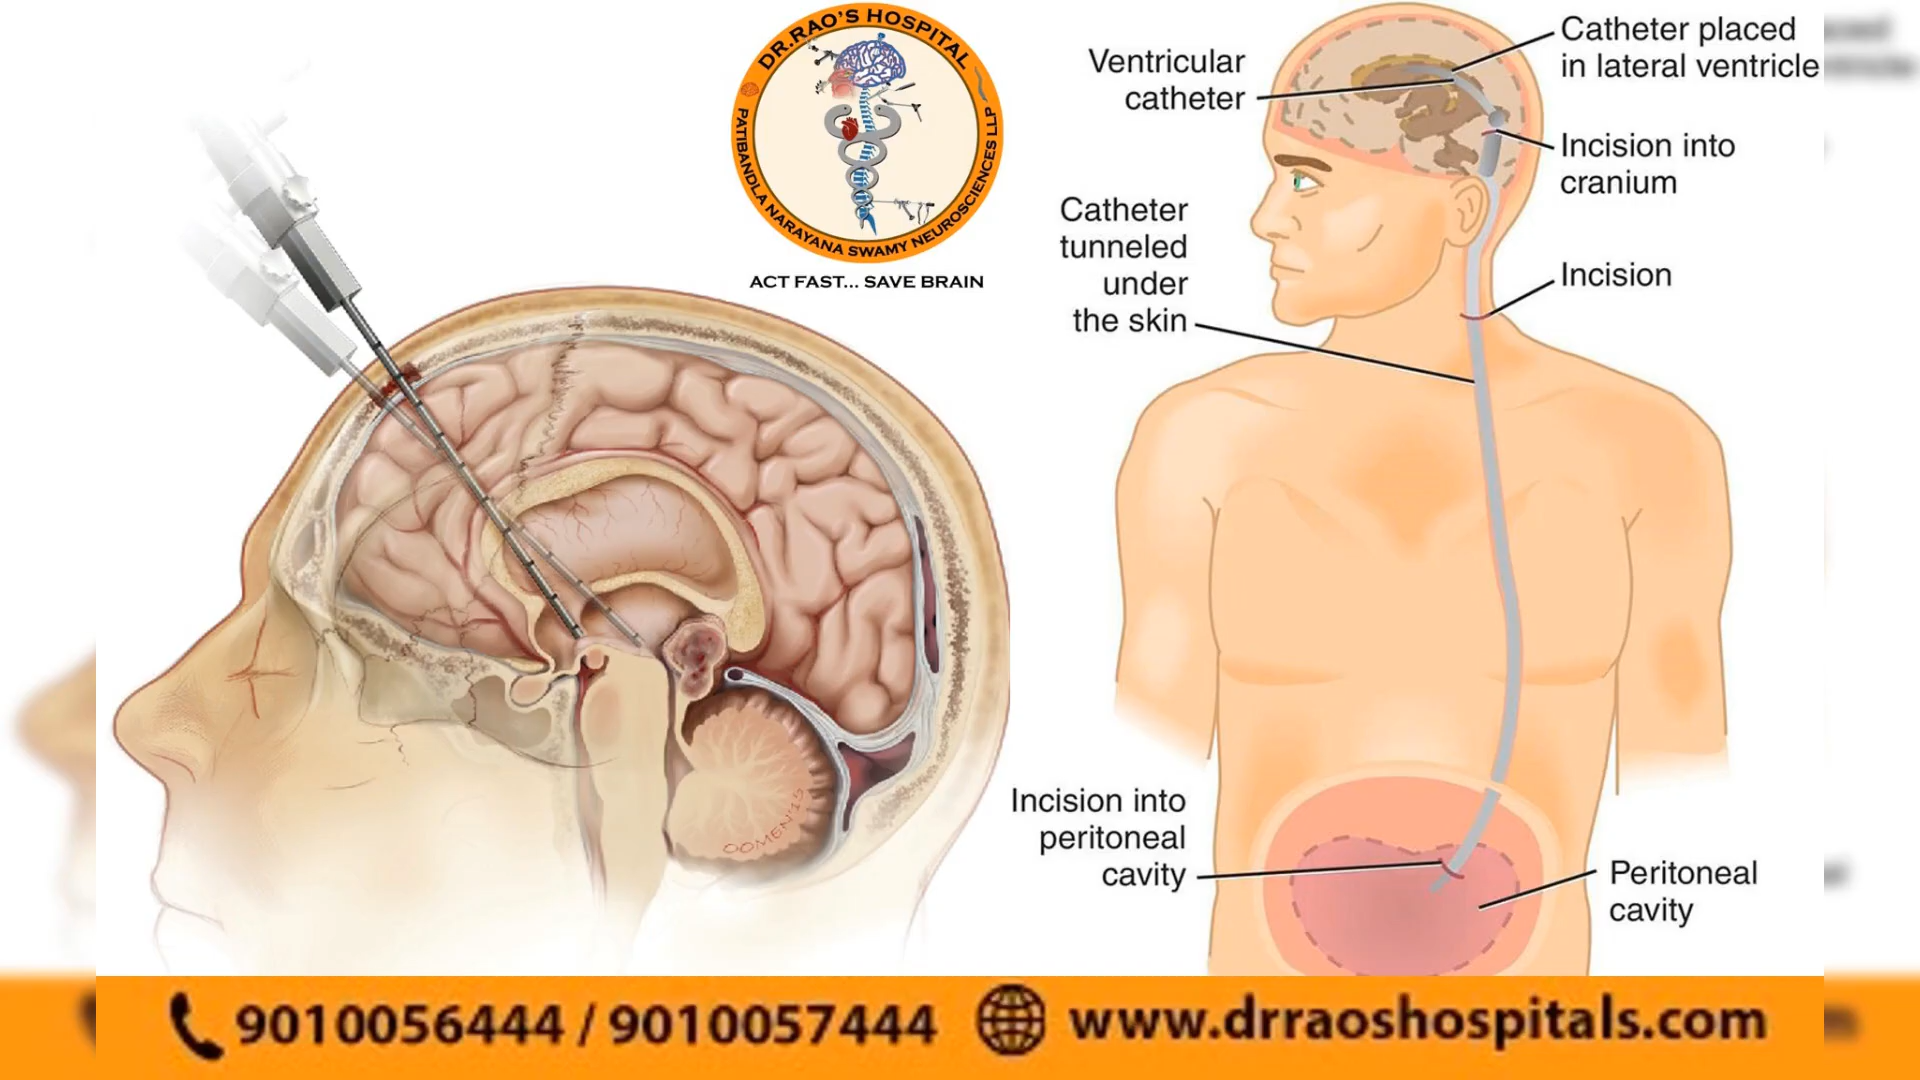 DR.RAO'S HOSPITAL
PATIBANDLA NARAYANA SWAMY NEUROSCIENCES LLP
ACT FAST... SAVE BRAIN
Ventricular
catheter
Catheter placed
in lateral ventricle
Incision into
cranium
Catheter
tunneled
under
the skin
Incision
Incision into
peritoneal
cavity
Peritoneal
cavity
OOMEN'15
9010056444 / 9010057444
www.drraoshospitals.com